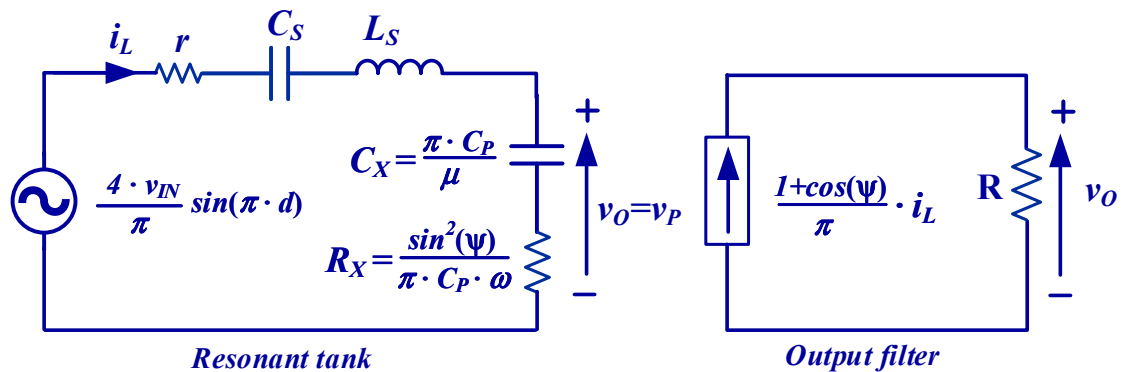 i_L
r
C_S
L_S
4 · v_IN / π sin(π · d)
C_X = π · C_P / μ
R_X = sin²(ψ) / π · C_P · ω
+
v_O=v_P
−
1+cos(ψ) / π · i_L
R
+
v_O
−
Resonant tank
Output filter